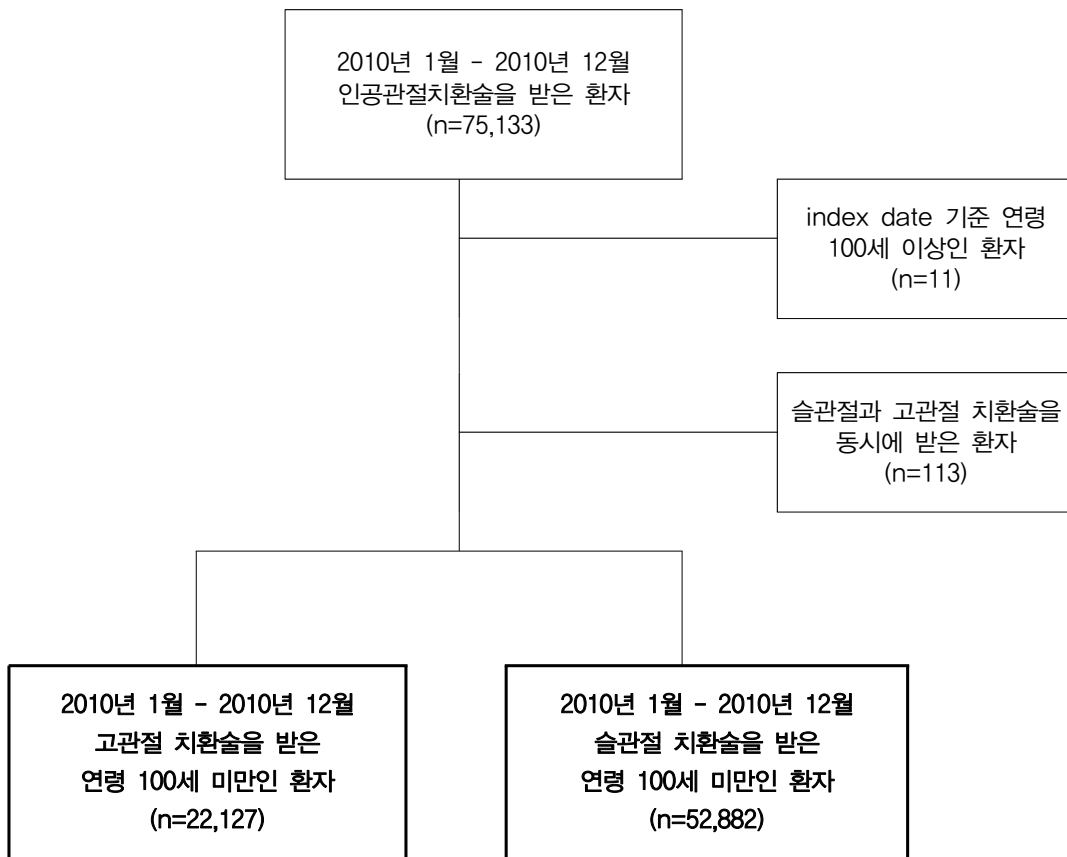 2010년 1월 - 2010년 12월
인공관절치환술을 받은 환자
(n=75,133)
index date 기준 연령
100세 이상인 환자
(n=11)
슬관절과 고관절 치환술을
동시에 받은 환자
(n=113)
2010년 1월 - 2010년 12월
고관절 치환술을 받은
연령 100세 미만인 환자
(n=22,127)
2010년 1월 - 2010년 12월
슬관절 치환술을 받은
연령 100세 미만인 환자
(n=52,882)